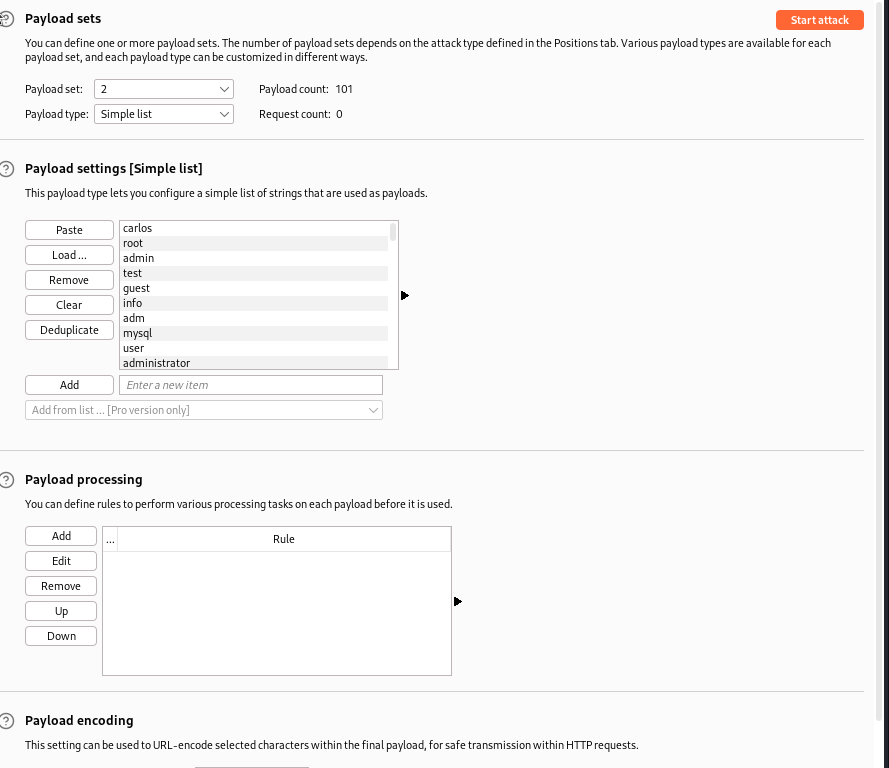 Payload sets
Start attack
You can define one or more payload sets. The number of payload sets depends on the attack type defined in the Positions tab. Various payload types are available for each
payload set, and each payload type can be customized in different ways.
Payload set: 2 Payload count: 101
Payload type: Simple list Request count: 0
? Payload settings [Simple list]
This payload type lets you configure a simple list of strings that are used as payloads.
Paste
Load ...
Remove
Clear
Deduplicate
carlos
root
admin
test
guest
info
adm
mysql
user
administrator
Add Enter a new item
Add from list ... [Pro version only]
? Payload processing
You can define rules to perform various processing tasks on each payload before it is used.
Add
Edit
Remove
Up
Down
... Rule
? Payload encoding
This setting can be used to URL-encode selected characters within the final payload, for safe transmission within HTTP requests.